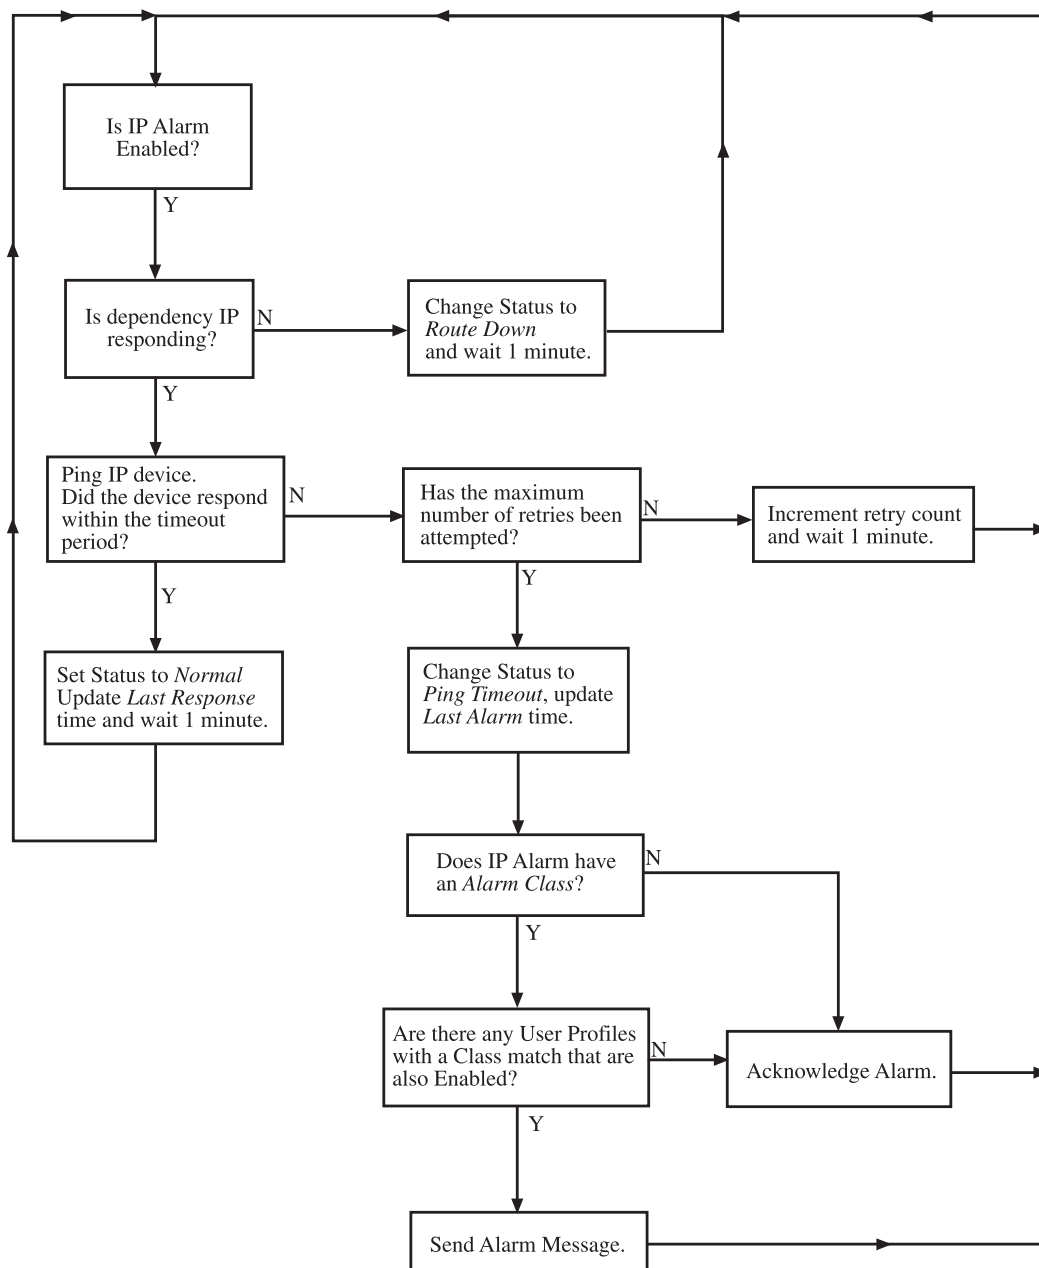 Is IP Alarm
Enabled?
Y
Is dependency IP
responding?
N
Change Status to
Route Down
and wait 1 minute.
Y
Ping IP device.
Did the device respond
within the timeout
period?
N
Has the maximum
number of retries been
attempted?
N
Increment retry count
and wait 1 minute.
Y
Y
Set Status to Normal
Update Last Response
time and wait 1 minute.
Change Status to
Ping Timeout, update
Last Alarm time.
Does IP Alarm have
an Alarm Class?
N
Y
Are there any User Profiles
with a Class match that are
also Enabled?
N
Acknowledge Alarm.
Y
Send Alarm Message.